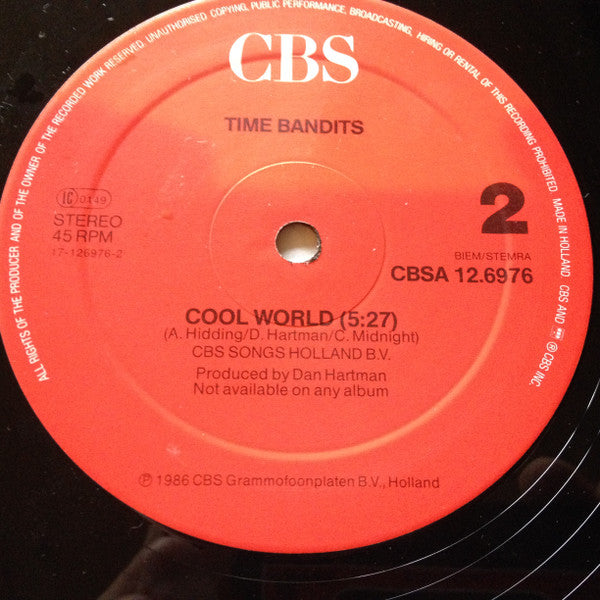 ALL RIGHTS OF THE PRODUCER AND OF THE OWNER OF THE RECORDED WORK RESERVED. UNAUTHORISED COPYING, PUBLIC PERFORMANCE, BROADCASTING, HIRING OR RENTAL OF THIS RECORDING PROHIBITED. MADE IN HOLLAND CBS AND ℗ CBS INC.
CBS
TIME BANDITS
IC 0149
STEREO
45 RPM
17-126976-2
2
BIEM/STEMRA
CBSA 12.6976
COOL WORLD (5:27)
(A. Hidding/D. Hartman/C. Midnight)
CBS SONGS HOLLAND B.V.
Produced by Dan Hartman
Not available on any album
℗ 1986 CBS Grammofoonplaten B.V., Holland